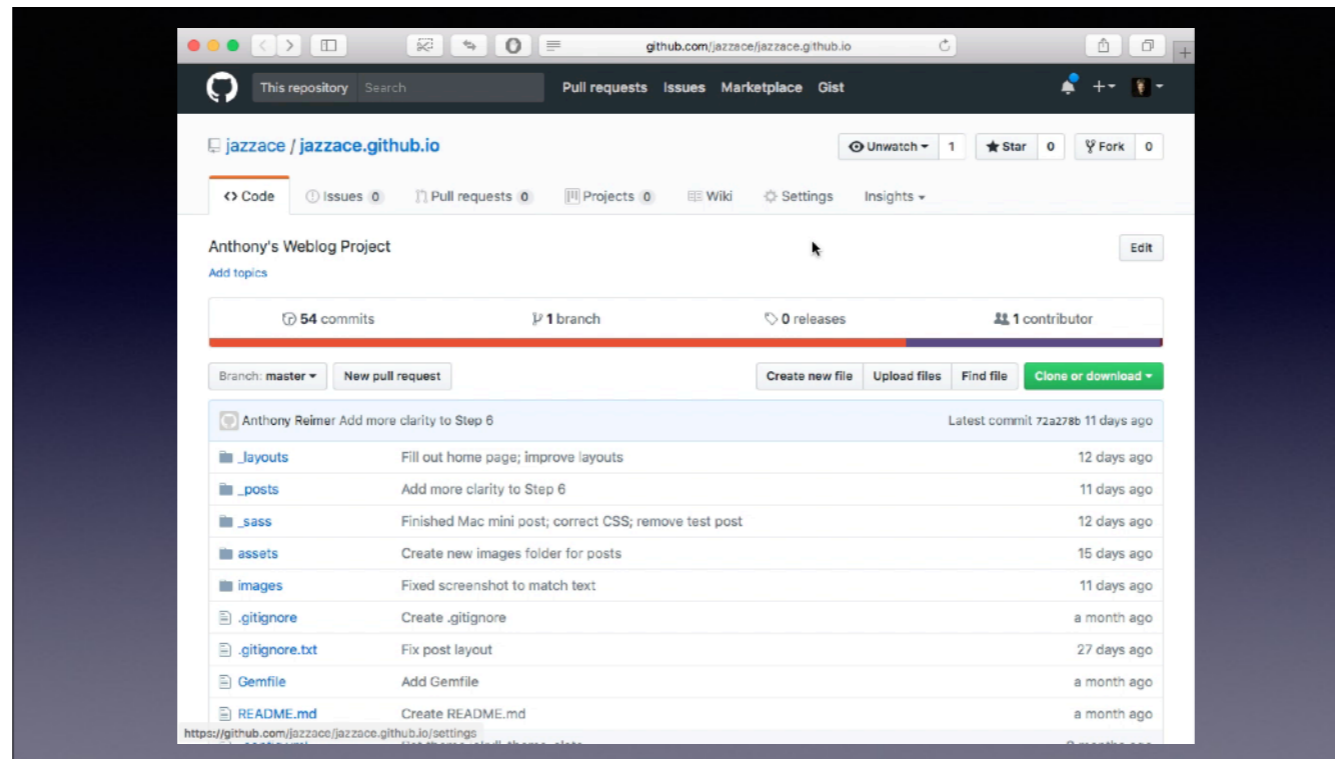 github.com/jazzace/jazzace.github.io
This repository Search Pull requests Issues Marketplace Gist
jazzace / jazzace.github.io Unwatch 1 Star 0 Fork 0
Code Issues 0 Pull requests 0 Projects 0 Wiki Settings Insights
Anthony's Weblog Project Edit
Add topics
54 commits 1 branch 0 releases 1 contributor
Branch: master New pull request Create new file Upload files Find file Clone or download
Anthony Reimer Add more clarity to Step 6 Latest commit 72a278b 11 days ago
_layouts Fill out home page; improve layouts 12 days ago
_posts Add more clarity to Step 6 11 days ago
_sass Finished Mac mini post; correct CSS; remove test post 12 days ago
assets Create new images folder for posts 15 days ago
images Fixed screenshot to match text 11 days ago
.gitignore Create .gitignore a month ago
.gitignore.txt Fix post layout 27 days ago
Gemfile Add Gemfile a month ago
README.md Create README.md a month ago
https://github.com/jazzace/jazzace.github.io/settings